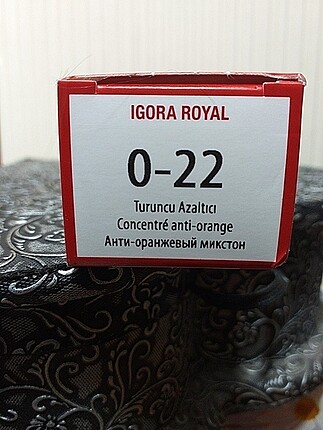 IGORA ROYAL
0-22
Turuncu Azaltıcı
Concentré anti-orange
Анти-оранжевый микстон